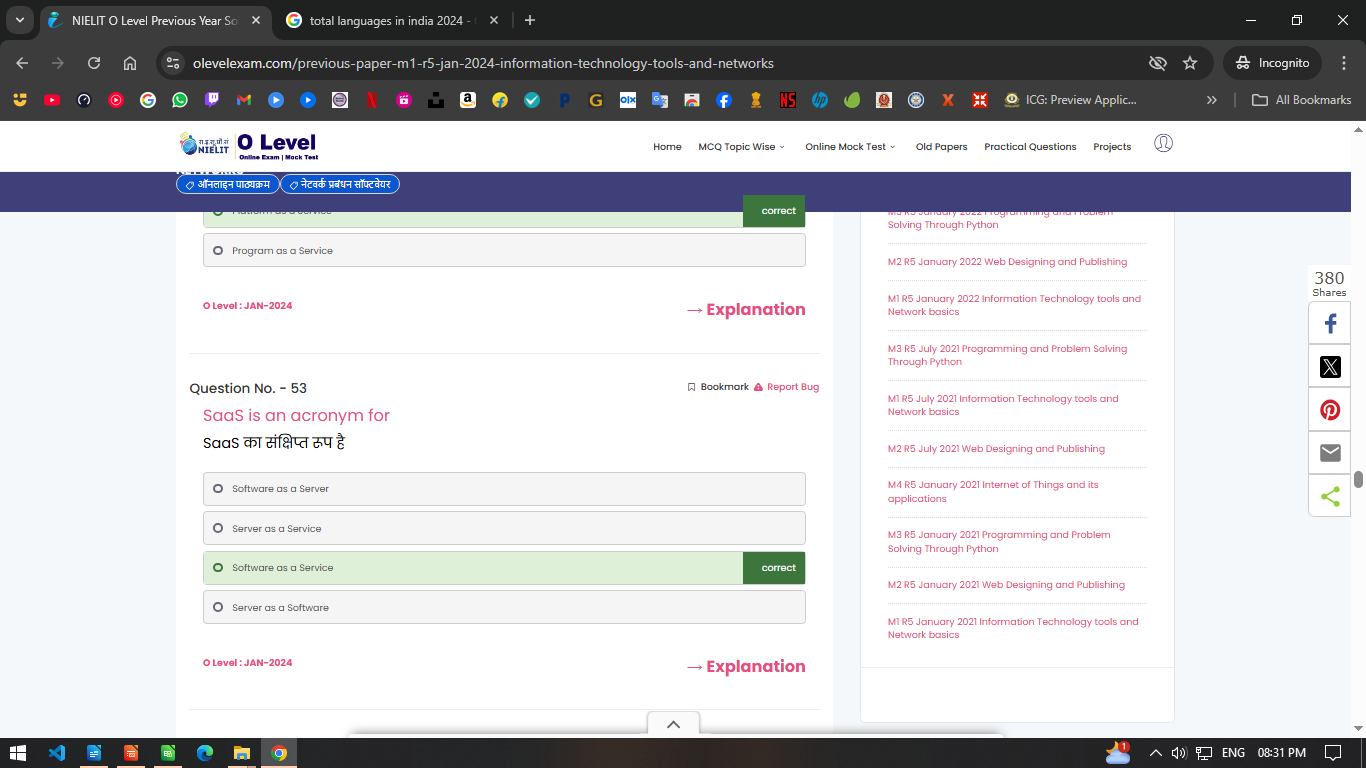 NIELIT O Level Previous Year So
total languages in india 2024 -
olevelexam.com/previous-paper-m1-r5-jan-2024-information-technology-tools-and-networks
Incognito
ICG: Preview Applic...
All Bookmarks
NIELIT
O Level
Online Exam | Mock Test
Home
MCQ Topic Wise
Online Mock Test
Old Papers
Practical Questions
Projects
ऑनलाइन पाठ्यक्रम
नेटवर्क प्रबंधन सॉफ्टवेयर
Platform as a Service
correct
Program as a Service
O Level : JAN-2024
→ Explanation
Question No. - 53
Bookmark
Report Bug
SaaS is an acronym for
SaaS का संक्षिप्त रूप है
Software as a Server
Server as a Service
Software as a Service
correct
Server as a Software
O Level : JAN-2024
→ Explanation
M3 R5 January 2022 Programming and Problem
Solving Through Python
M2 R5 January 2022 Web Designing and Publishing
M1 R5 January 2022 Information Technology tools and
Network basics
M3 R5 July 2021 Programming and Problem Solving
Through Python
M1 R5 July 2021 Information Technology tools and
Network basics
M2 R5 July 2021 Web Designing and Publishing
M4 R5 January 2021 Internet of Things and its
applications
M3 R5 January 2021 Programming and Problem
Solving Through Python
M2 R5 January 2021 Web Designing and Publishing
M1 R5 January 2021 Information Technology tools and
Network basics
380
Shares
1
ENG
08:31 PM